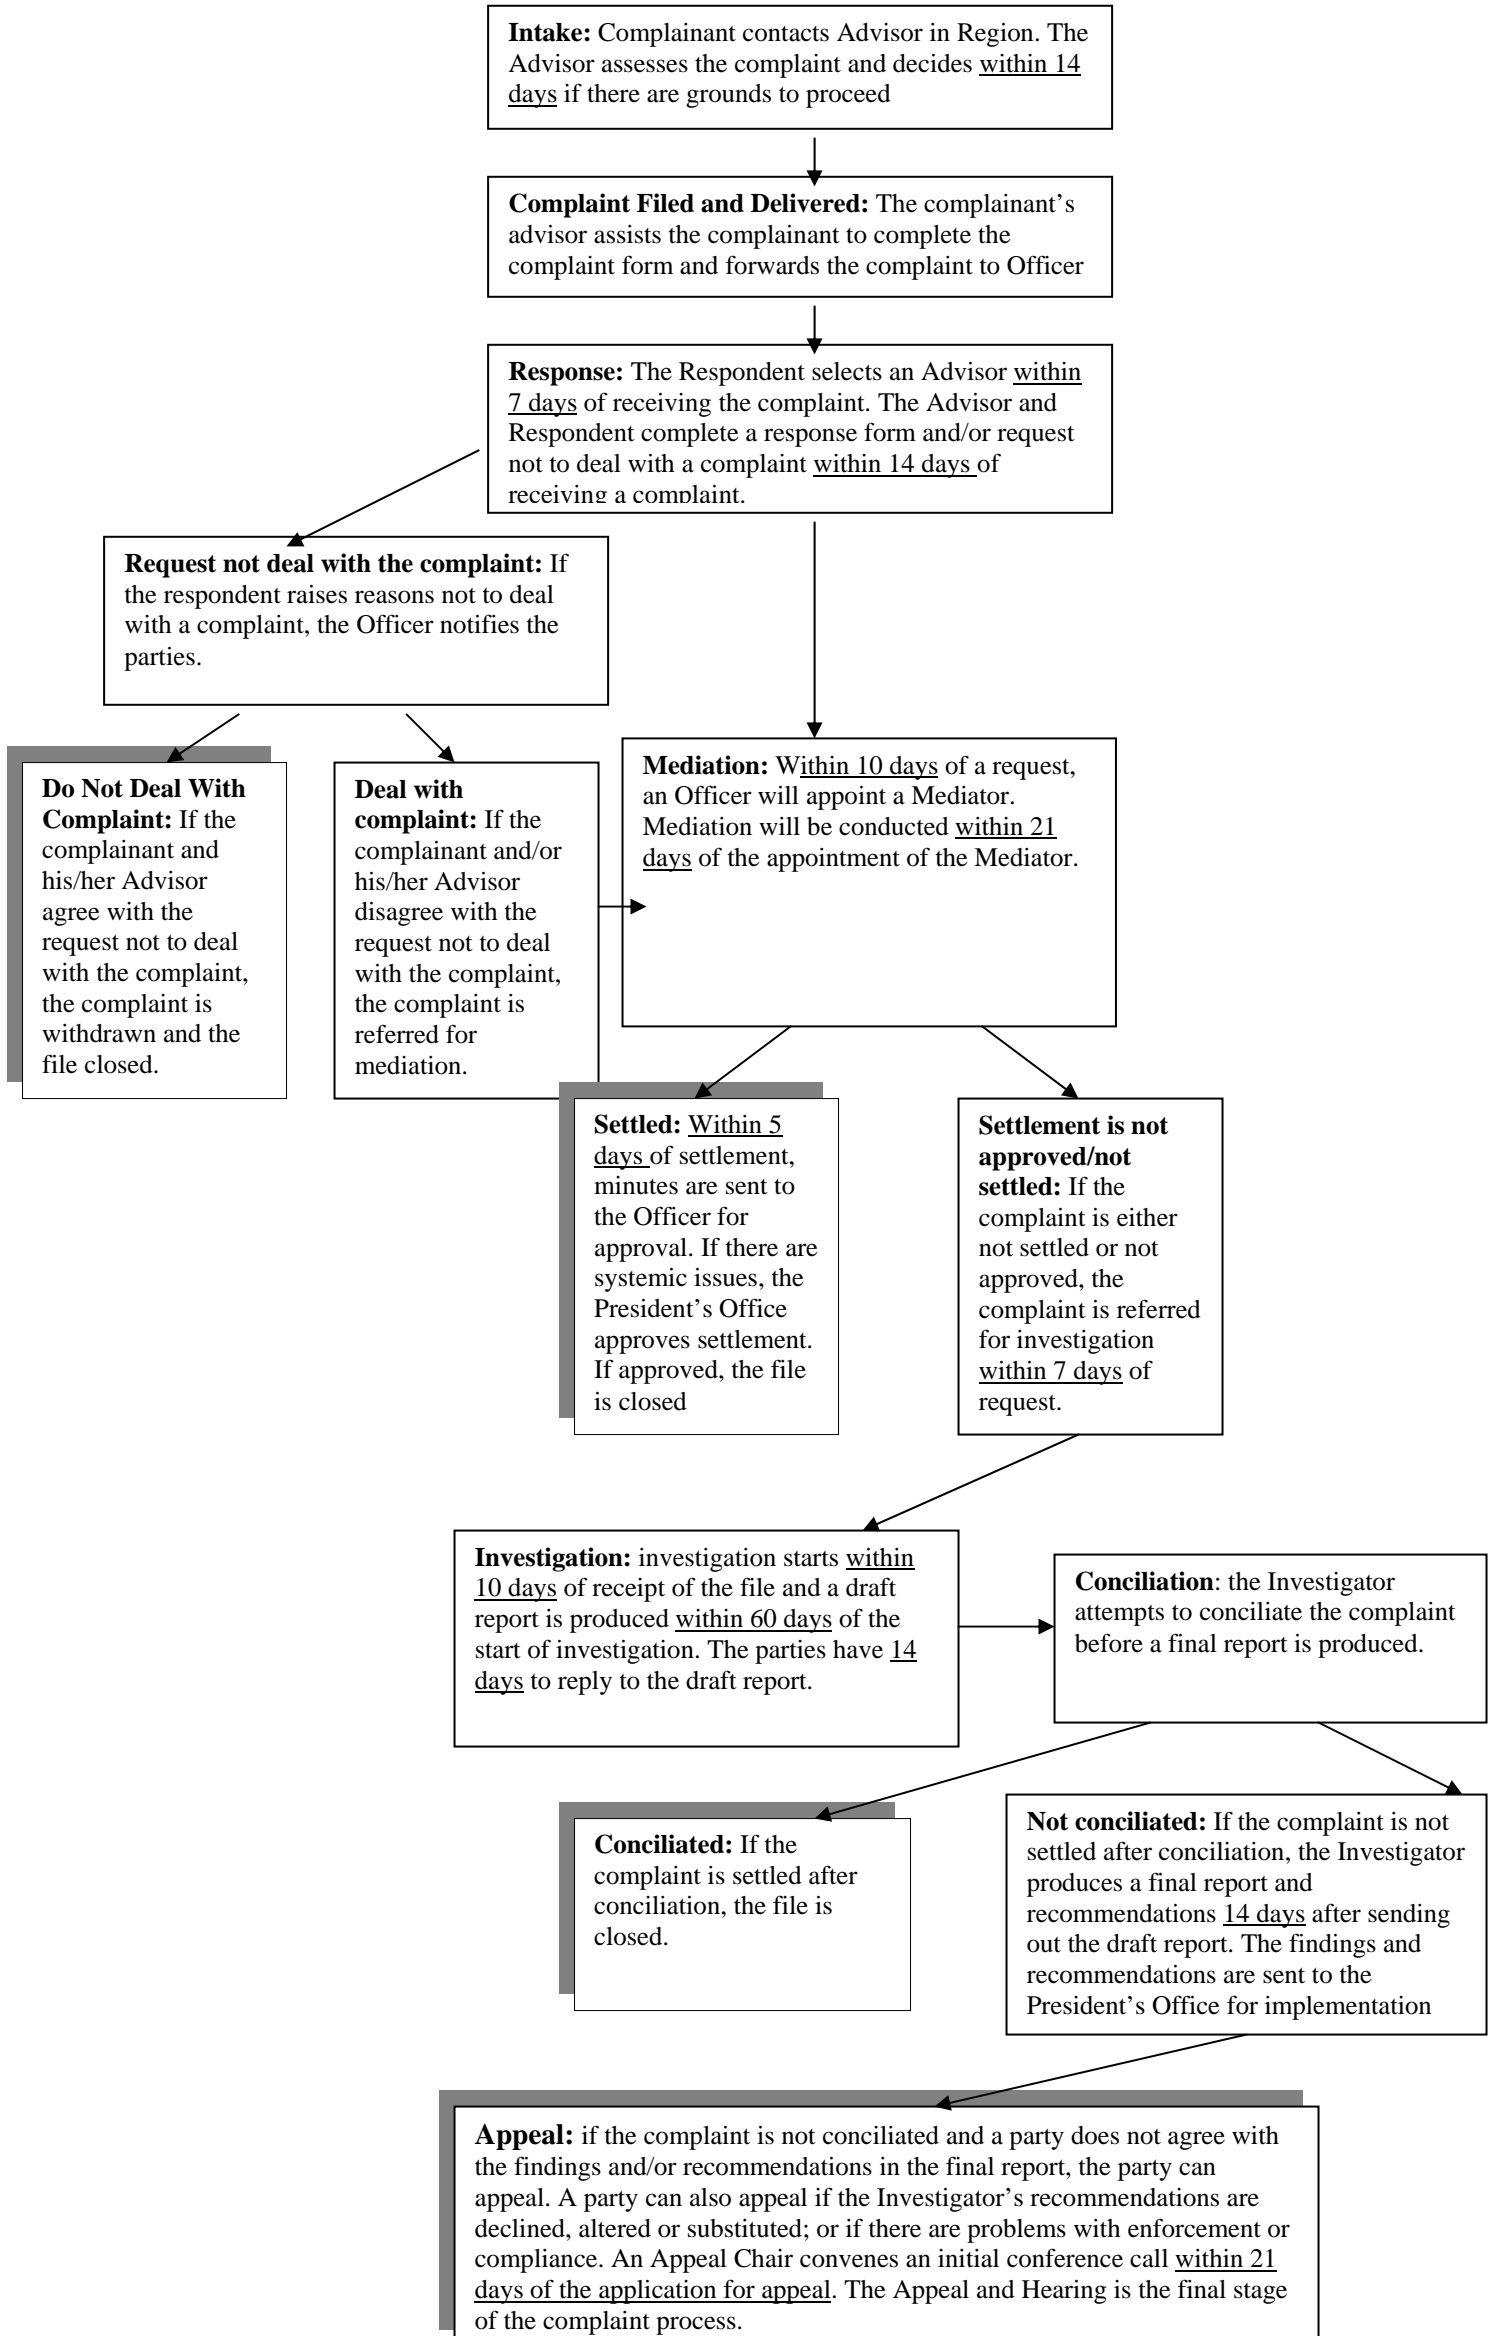 Intake: Complainant contacts Advisor in Region. The
Advisor assesses the complaint and decides within 14
days if there are grounds to proceed
Complaint Filed and Delivered: The complainant’s
advisor assists the complainant to complete the
complaint form and forwards the complaint to Officer
Response: The Respondent selects an Advisor within
7 days of receiving the complaint. The Advisor and
Respondent complete a response form and/or request
not to deal with a complaint within 14 days of
receiving a complaint.
Request not deal with the complaint: If
the respondent raises reasons not to deal
with a complaint, the Officer notifies the
parties.
Do Not Deal With
Complaint: If the
complainant and
his/her Advisor
agree with the
request not to deal
with the complaint,
the complaint is
withdrawn and the
file closed.
Deal with
complaint: If the
complainant and/or
his/her Advisor
disagree with the
request not to deal
with the complaint,
the complaint is
referred for
mediation.
Mediation: Within 10 days of a request,
an Officer will appoint a Mediator.
Mediation will be conducted within 21
days of the appointment of the Mediator.
Settled: Within 5
days of settlement,
minutes are sent to
the Officer for
approval. If there are
systemic issues, the
President’s Office
approves settlement.
If approved, the file
is closed
Settlement is not
approved/not
settled: If the
complaint is either
not settled or not
approved, the
complaint is referred
for investigation
within 7 days of
request.
Investigation: investigation starts within
10 days of receipt of the file and a draft
report is produced within 60 days of the
start of investigation. The parties have 14
days to reply to the draft report.
Conciliation: the Investigator
attempts to conciliate the complaint
before a final report is produced.
Conciliated: If the
complaint is settled after
conciliation, the file is
closed.
Not conciliated: If the complaint is not
settled after conciliation, the Investigator
produces a final report and
recommendations 14 days after sending
out the draft report. The findings and
recommendations are sent to the
President’s Office for implementation
Appeal: if the complaint is not conciliated and a party does not agree with
the findings and/or recommendations in the final report, the party can
appeal. A party can also appeal if the Investigator’s recommendations are
declined, altered or substituted; or if there are problems with enforcement or
compliance. An Appeal Chair convenes an initial conference call within 21
days of the application for appeal. The Appeal and Hearing is the final stage
of the complaint process.